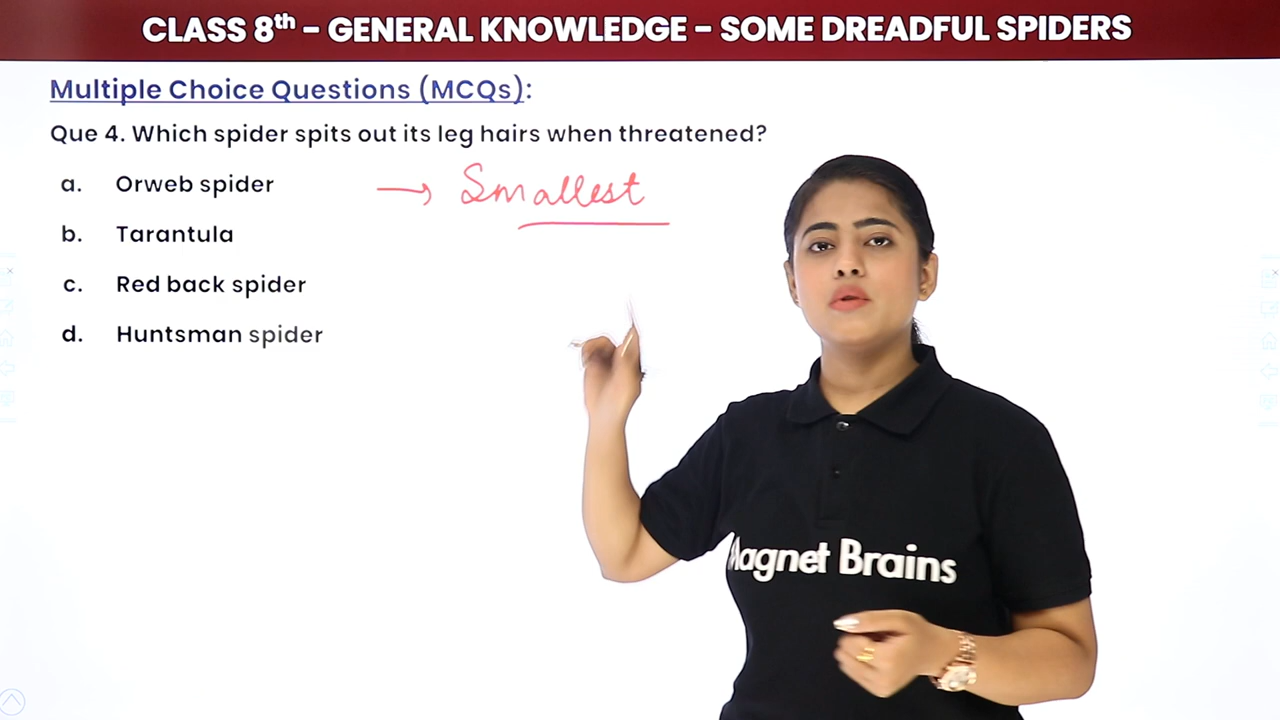 CLASS 8th – GENERAL KNOWLEDGE – SOME DREADFUL SPIDERS
Multiple Choice Questions (MCQs):
Que 4. Which spider spits out its leg hairs when threatened?
a. Orweb spider → Smallest
b. Tarantula
c. Red back spider
d. Huntsman spider
Magnet Brains